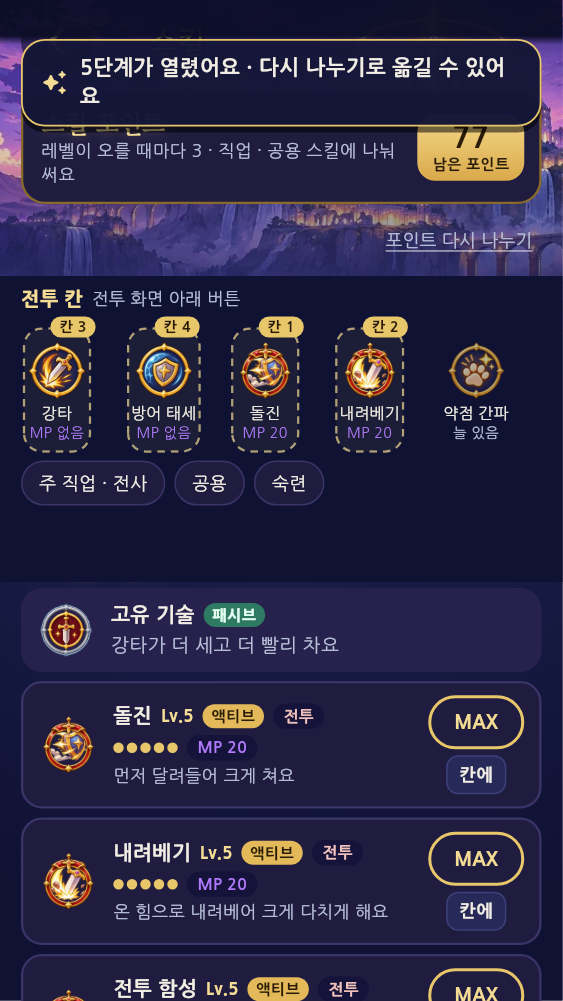 5단계가 열렸어요 · 다시 나누기로 옮길 수 있어
요
스킬 포인트
레벨이 오를 때마다 3 · 직업 · 공용 스킬에 나눠
써요
77
남은 포인트
포인트 다시 나누기
전투 칸 전투 화면 아래 버튼
칸 3
칸 4
칸 1
칸 2
강타
방어 태세
돌진
내려베기
약점 간파
MP 없음
MP 없음
MP 20
MP 20
늘 있음
주 직업 · 전사
공용
숙련
고유 기술 패시브
강타가 더 세고 더 빨리 차요
돌진 Lv.5 액티브 전투
MP 20
먼저 달려들어 크게 쳐요
MAX
칸에
내려베기 Lv.5 액티브 전투
MP 20
온 힘으로 내려베어 크게 다치게 해요
MAX
칸에
전투 함성 Lv.5 액티브 전투
MAX